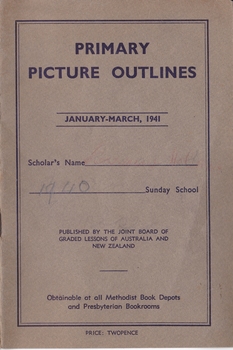 PRIMARY
PICTURE OUTLINES
JANUARY-MARCH, 1941
Scholar's Name
1940 Sunday School
PUBLISHED BY THE JOINT BOARD OF
GRADED LESSONS OF AUSTRALIA AND
NEW ZEALAND
Obtainable at all Methodist Book Depots
and Presbyterian Bookrooms
PRICE: TWOPENCE